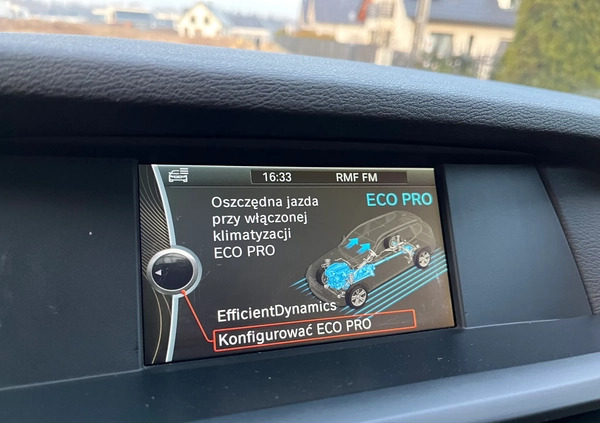 16:33 RMF FM
Oszczędna jazda
przy włączonej
klimatyzacji
ECO PRO
ECO PRO
EfficientDynamics
Konfigurować ECO PRO